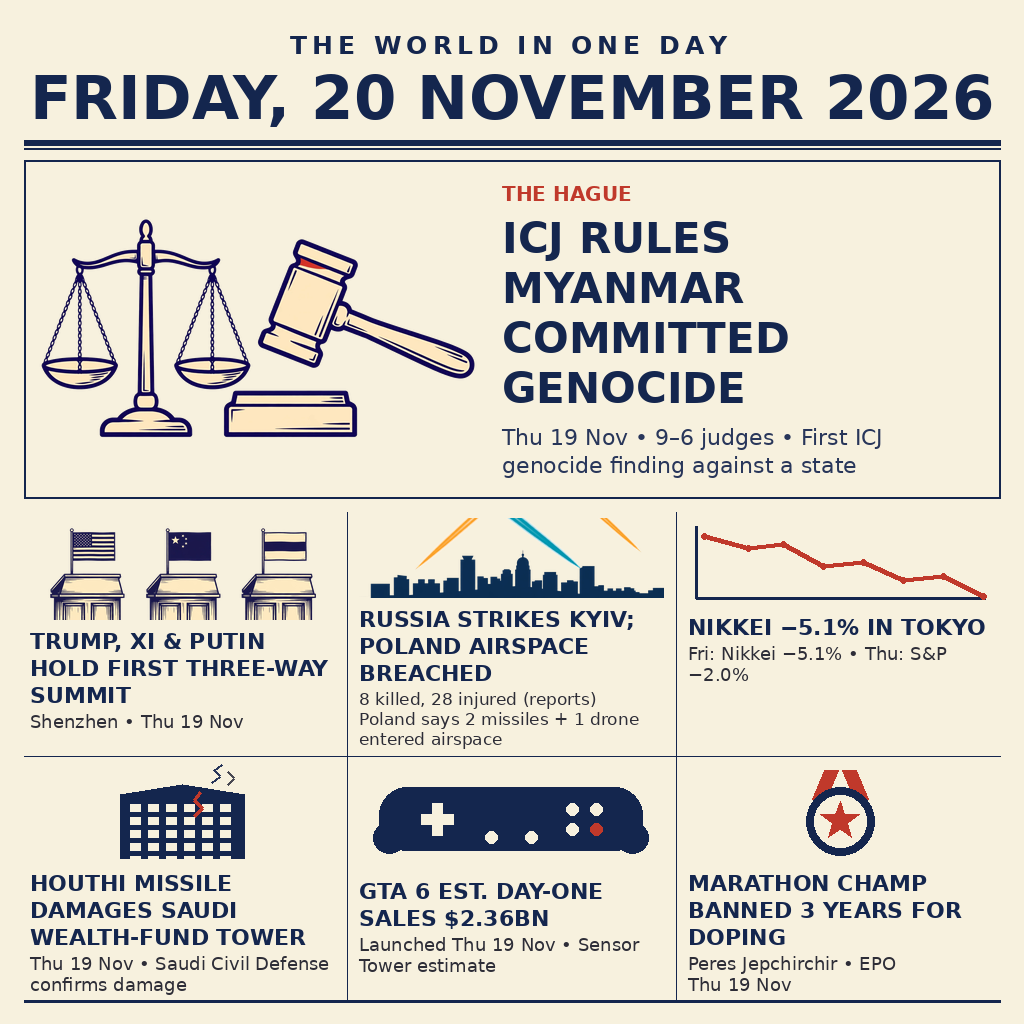 THE WORLD IN ONE DAY
FRIDAY, 20 NOVEMBER 2026
THE HAGUE
ICJ RULES
MYANMAR
COMMITTED
GENOCIDE
Thu 19 Nov • 9–6 judges • First ICJ
genocide finding against a state
TRUMP, XI & PUTIN
HOLD FIRST THREE-WAY
SUMMIT
Shenzhen • Thu 19 Nov
RUSSIA STRIKES KYIV;
POLAND AIRSPACE
BREACHED
8 killed, 28 injured (reports)
Poland says 2 missiles + 1 drone
entered airspace
NIKKEI −5.1% IN TOKYO
Fri: Nikkei −5.1% • Thu: S&P
−2.0%
HOUTHI MISSILE
DAMAGES SAUDI
WEALTH-FUND TOWER
Thu 19 Nov • Saudi Civil Defense
confirms damage
GTA 6 EST. DAY-ONE
SALES $2.36BN
Launched Thu 19 Nov • Sensor
Tower estimate
MARATHON CHAMP
BANNED 3 YEARS FOR
DOPING
Peres Jepchirchir • EPO
Thu 19 Nov